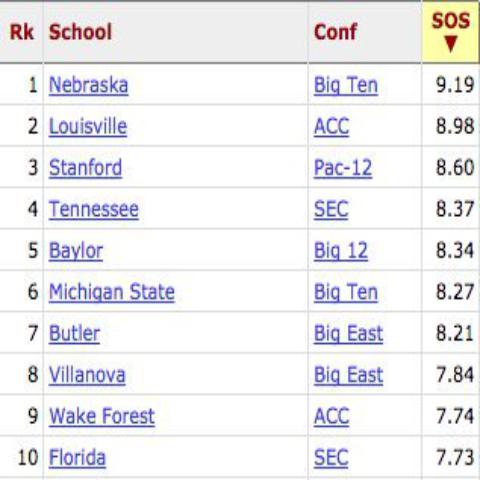 Rk School Conf SOS
▼
1 Nebraska Big Ten 9.19
2 Louisville ACC 8.98
3 Stanford Pac-12 8.60
4 Tennessee SEC 8.37
5 Baylor Big 12 8.34
6 Michigan State Big Ten 8.27
7 Butler Big East 8.21
8 Villanova Big East 7.84
9 Wake Forest ACC 7.74
10 Florida SEC 7.73